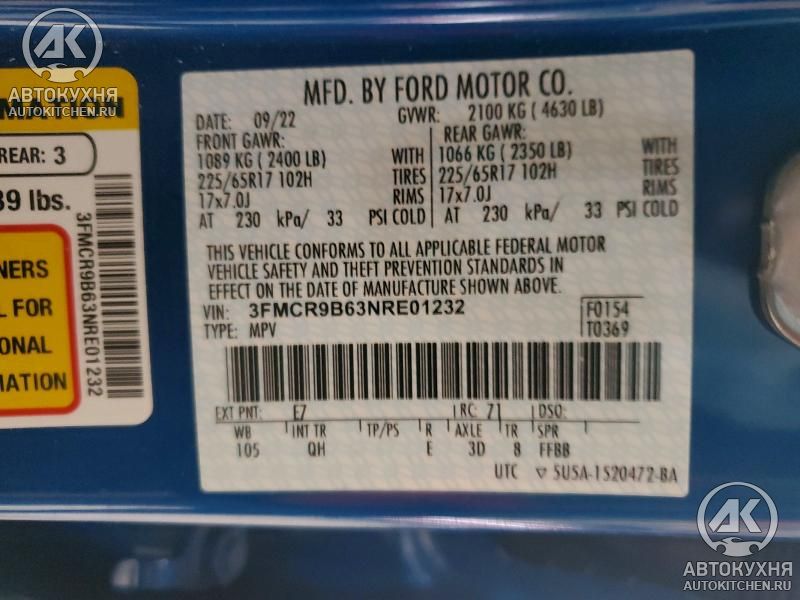 АК
АВТОКУХНЯ
AUTOKITCHEN.RU
REAR: 3
39 lbs.
NERS
L FOR
ONAL
MATION
3FMCR9B63NRE01232
MFD. BY FORD MOTOR CO.
DATE: 09/22 GVWR: 2100 KG ( 4630 LB)
FRONT GAWR: REAR GAWR:
1089 KG ( 2400 LB) WITH 1066 KG ( 2350 LB) WITH
225/65R17 102H TIRES 225/65R17 102H TIRES
17x7.0J RIMS 17x7.0J RIMS
AT 230 kPa/ 33 PSI COLD AT 230 kPa/ 33 PSI COLD
THIS VEHICLE CONFORMS TO ALL APPLICABLE FEDERAL MOTOR
VEHICLE SAFETY AND THEFT PREVENTION STANDARDS IN
EFFECT ON THE DATE OF MANUFACTURE SHOWN ABOVE.
VIN: 3FMCR9B63NRE01232 F0154
TYPE: MPV T0369
EXT PNT: E7 RC: 71 DSO:
WB INT TR TP/PS R AXLE TR SPR
105 QH E 3D 8 FFBB
UTC ▽ 5U5A-1520472-BA
АК
АВТОКУХНЯ
AUTOKITCHEN.RU